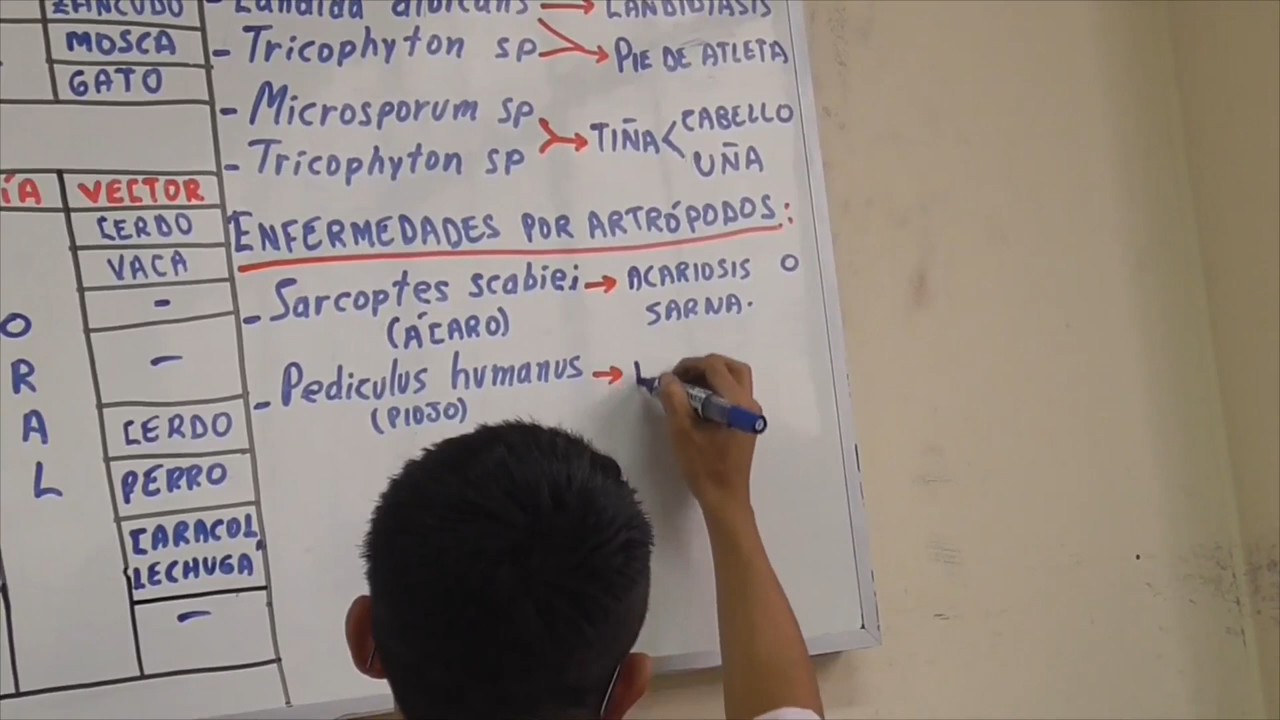 ZANCUDO
MOSCA
GATO
ÍA VECTOR
CERDO
VACA
-
-
CERDO
PERRO
CARACOL
LECHUGA
-
O
R
A
L
- Candida albicans → CANDIDIASIS
- Tricophyton sp → PIE DE ATLETA
- Microsporum sp
- Tricophyton sp → TIÑA < CABELLO
UÑA
ENFERMEDADES POR ARTRÓPODOS:
- Sarcoptes scabiei → ACARIOSIS O
(ÁCARO) SARNA.
- Pediculus humanus →
(PIOJO)